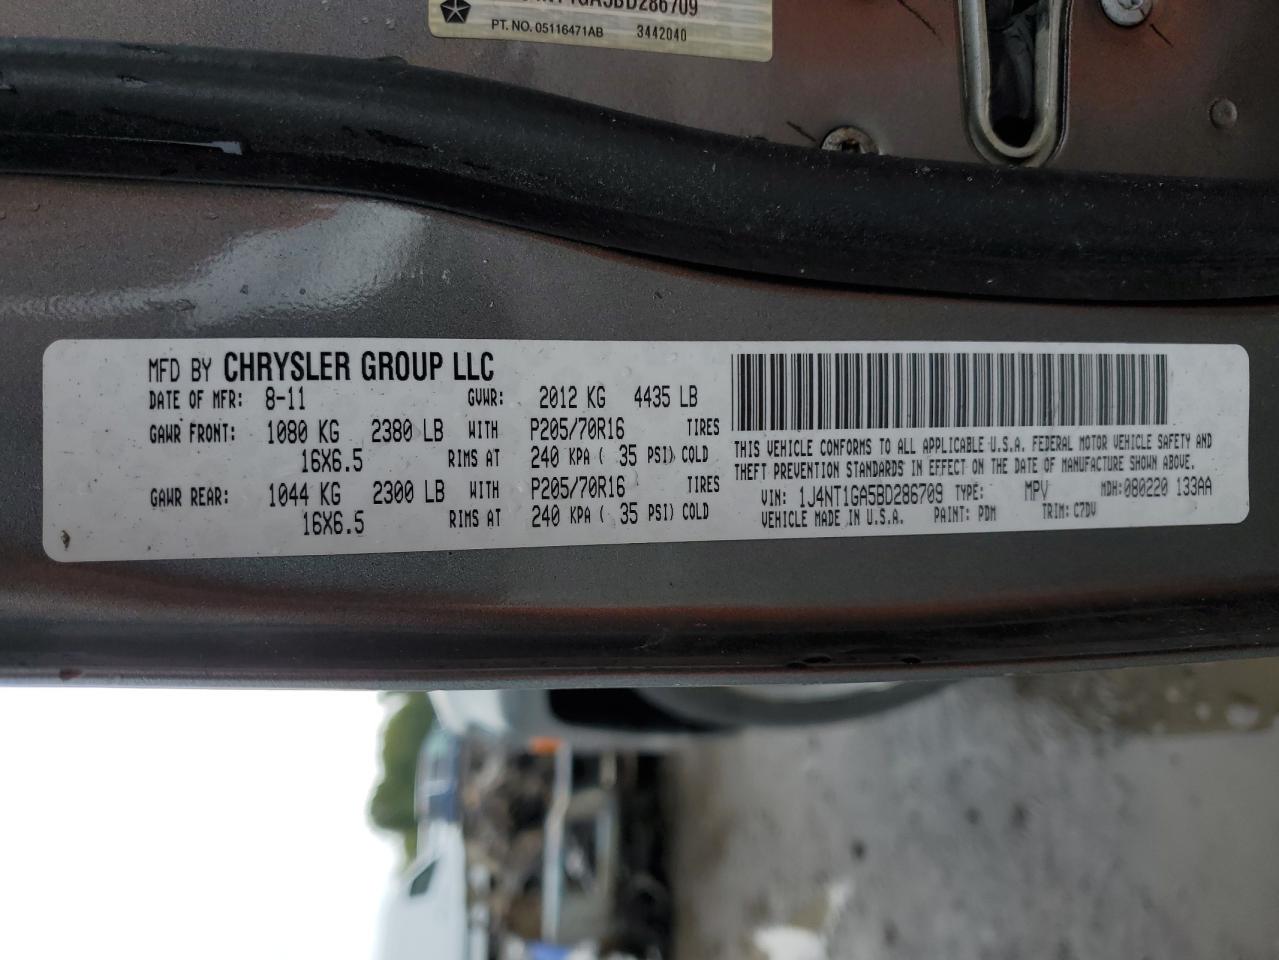 1GA5BD286709
PT. NO. 05116471AB 3442040
MFD BY CHRYSLER GROUP LLC
DATE OF MFR: 8-11 GVWR: 2012 KG 4435 LB
GAWR FRONT: 1080 KG 2380 LB WITH P205/70R16 TIRES
16X6.5 RIMS AT 240 KPA ( 35 PSI) COLD
GAWR REAR: 1044 KG 2300 LB WITH P205/70R16 TIRES
16X6.5 RIMS AT 240 KPA ( 35 PSI) COLD
THIS VEHICLE CONFORMS TO ALL APPLICABLE U.S.A. FEDERAL MOTOR VEHICLE SAFETY AND
THEFT PREVENTION STANDARDS IN EFFECT ON THE DATE OF MANUFACTURE SHOWN ABOVE.
VIN: 1J4NT1GA5BD286709 TYPE: MPV MDH:080220 133AA
VEHICLE MADE IN U.S.A. PAINT: PDM TRIM: C7DV